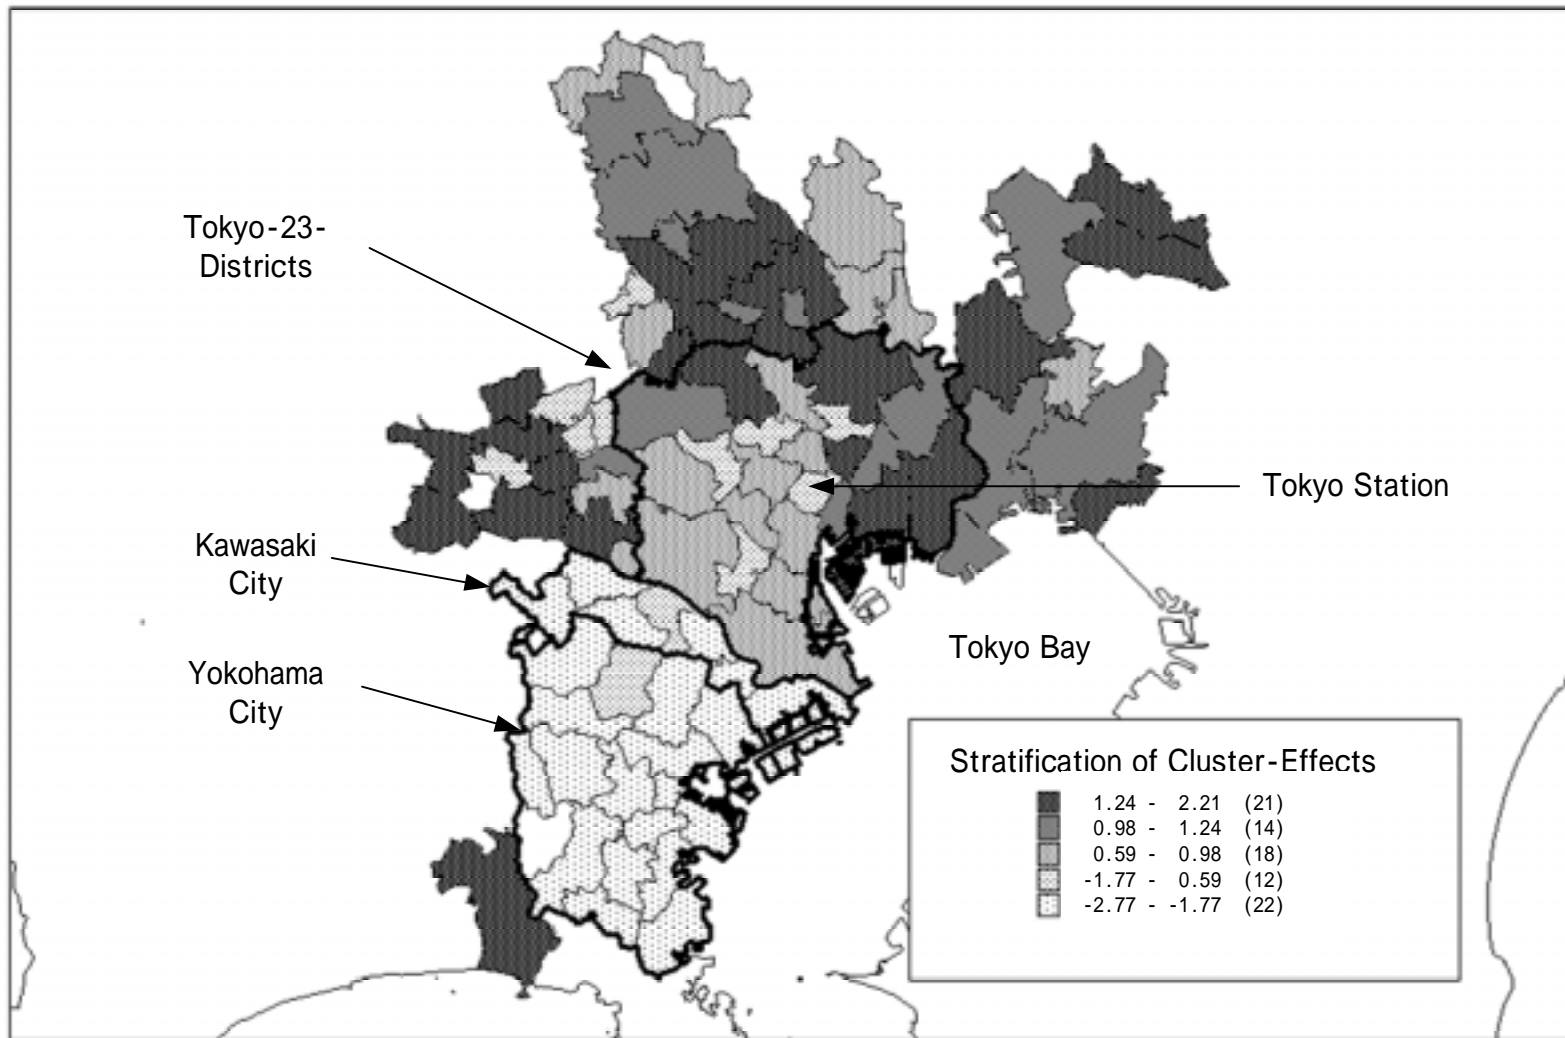 Tokyo-23-
Districts
Tokyo Station
Kawasaki
City
Tokyo Bay
Yokohama
City
Stratification of Cluster-Effects
1.24 - 2.21 (21)
0.98 - 1.24 (14)
0.59 - 0.98 (18)
-1.77 - 0.59 (12)
-2.77 - -1.77 (22)